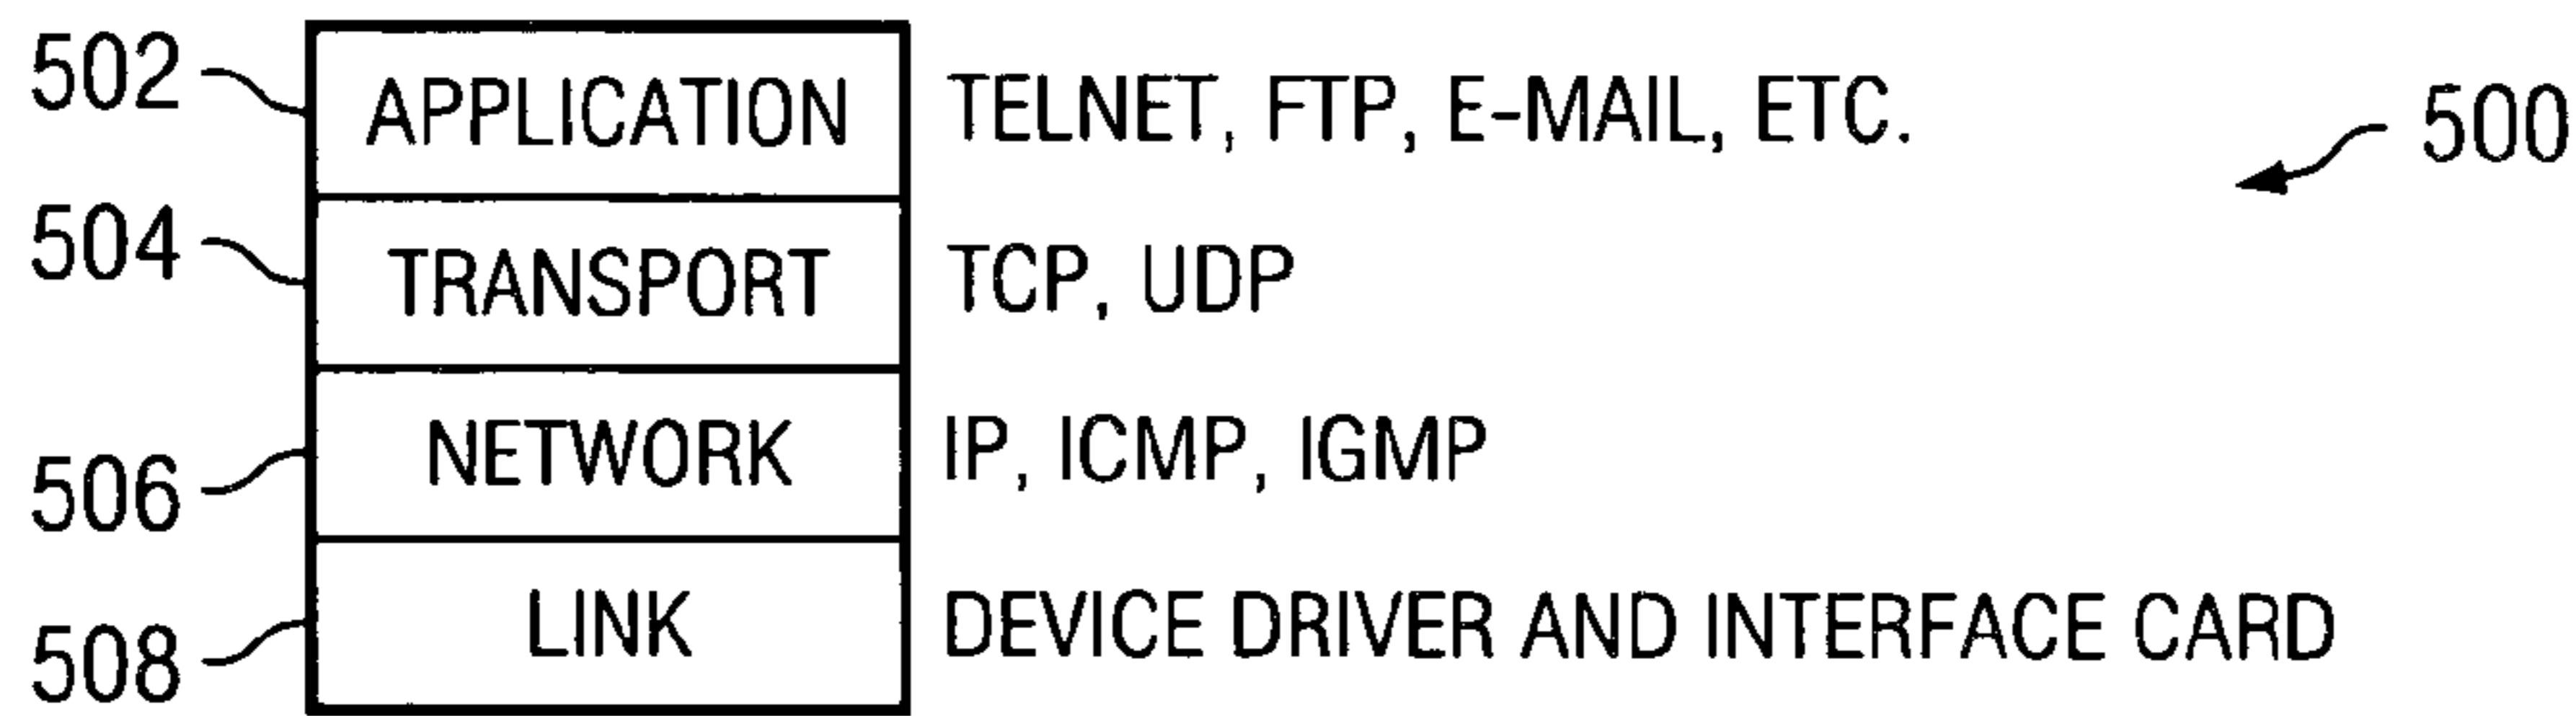 502 APPLICATION TELNET, FTP, E-MAIL, ETC. 500
504 TRANSPORT TCP, UDP
506 NETWORK IP, ICMP, IGMP
508 LINK DEVICE DRIVER AND INTERFACE CARD